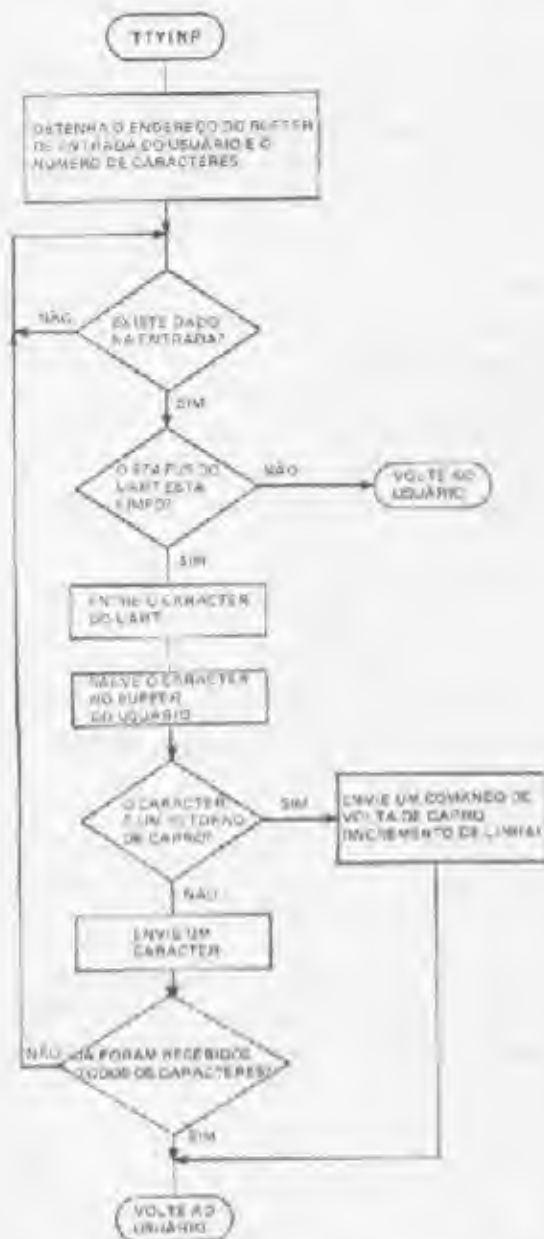 TTYINP
OBTENHA O ENDEREÇO DO BUFFER
DE ENTRADA DO USUÁRIO E O
NÚMERO DE CARACTERES
NÃO
EXISTE DADO
NA ENTRADA?
SIM
O STATUS DO
UART ESTA
LIMPO?
NÃO
VOLTE AO
USUÁRIO
SIM
ENTRE O CARACTER
DO UART
SALVE O CARACTER
NO BUFFER
DO USUÁRIO
O CARACTER
É UM RETORNO
DE CARRO?
SIM
ENVIE UM COMANDO DE
VOLTA DE CARRO
(INCREMENTO DE LINHA)
NÃO
ENVIE UM
CARACTER
NÃO
JÁ FORAM RECEBIDOS
TODOS OS CARACTERES?
SIM
VOLTE AO
USUÁRIO